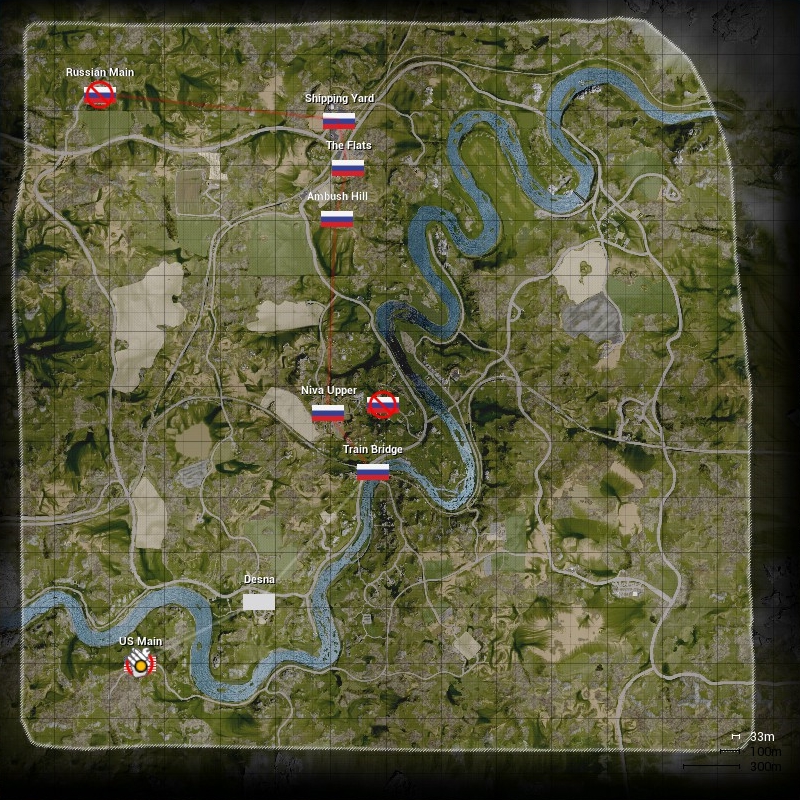 Russian Main
Shipping Yard
The Flats
Ambush Hill
Niva Upper
Train Bridge
Desna
US Main
33m
100m
300m